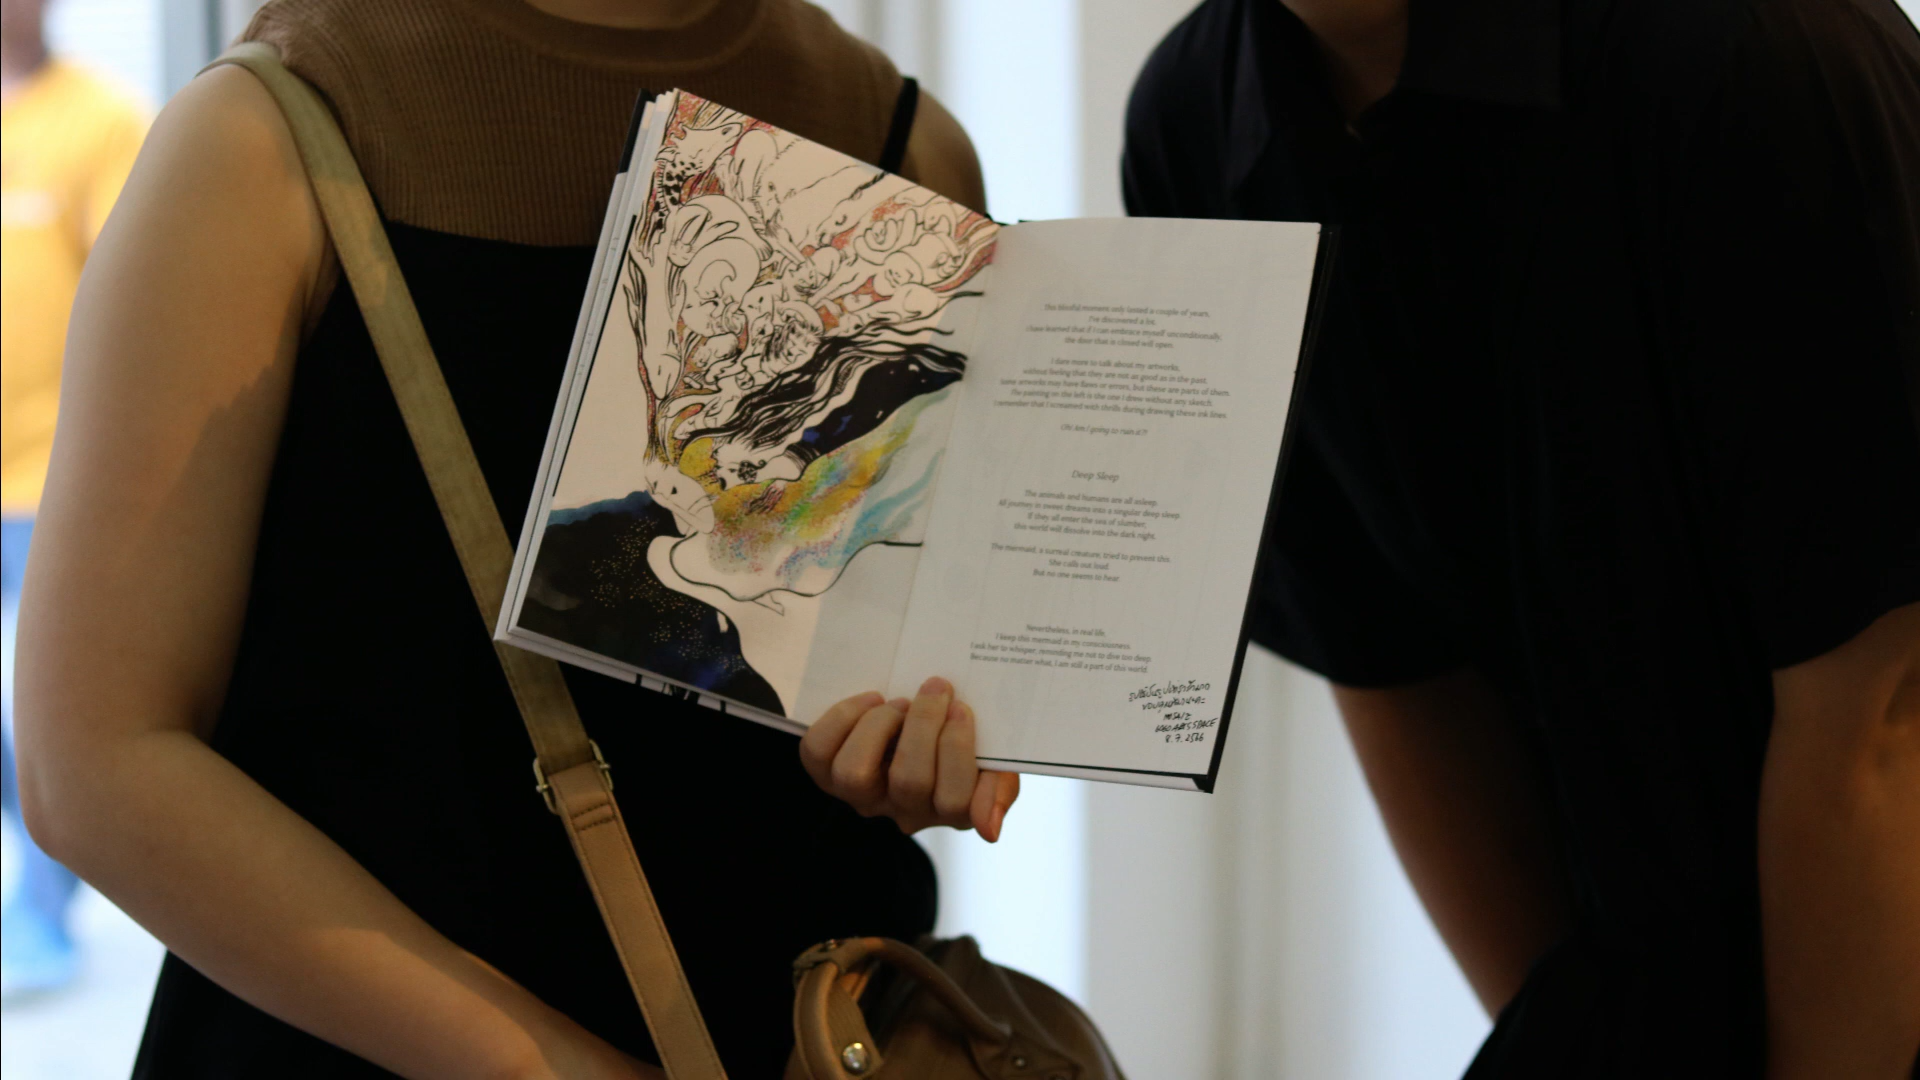 This blissful moment only lasted a couple of years,
I've discovered a lot.
I have learned that if I can embrace myself unconditionally,
the door that is closed will open.
I dare more to talk about my artworks,
without feeling that they are not as good as in the past.
Some artworks may have flaws or errors, but these are parts of them.
The painting on the left is the one I drew without any sketch.
I remember that I screamed with thrills during drawing these ink lines.
Oh! Am I going to ruin it?!
Deep Sleep
The animals and humans are all asleep.
All journey in sweet dreams into a singular deep sleep.
If they all enter the sea of slumber,
this world will dissolve into the dark night.
The mermaid, a surreal creature, tried to prevent this.
She calls out loud.
But no one seems to hear.
Nevertheless, in real life,
I keep this mermaid in my consciousness.
I ask her to whisper, reminding me not to dive too deep.
Because no matter what, I am still a part of this world.
8.7.2566